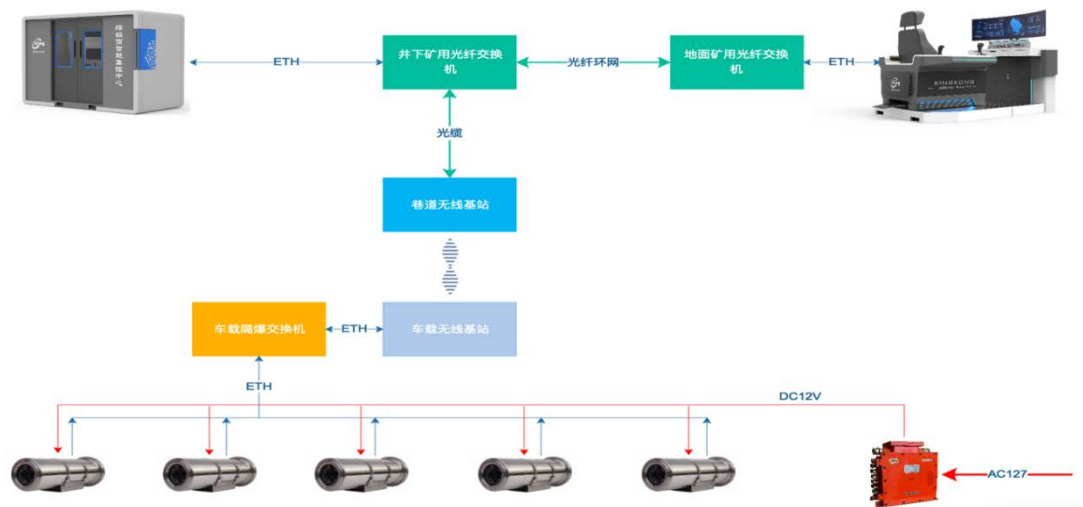 井下矿用光纤交换
机
地面矿用光纤交换
机
ETH
光纤环网
ETH
KINGKONG
光缆
巷道无线基站
车载隔爆交换机
ETH
车载无线基站
ETH
DC12V
AC127